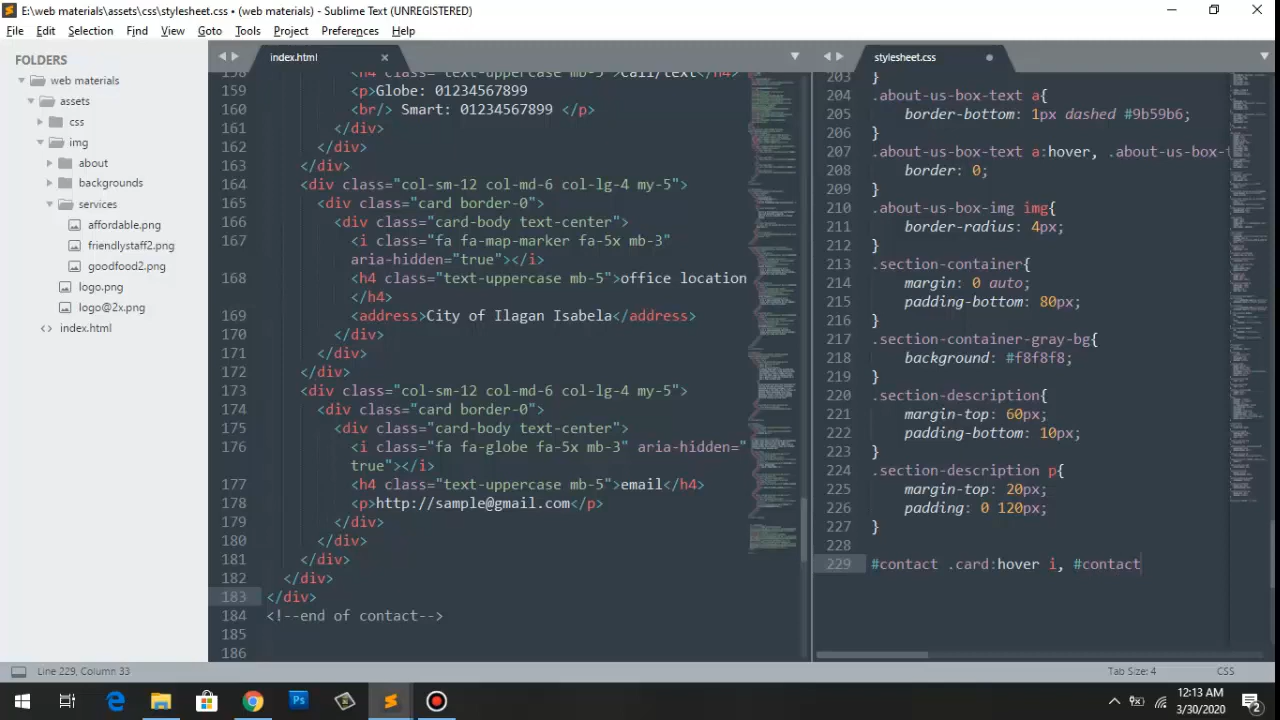 E:\web materials\assets\css\stylesheet.css • (web materials) - Sublime Text (UNREGISTERED)
File Edit Selection Find View Goto Tools Project Preferences Help
FOLDERS
web materials
assets
css
img
about
backgrounds
services
affordable.png
friendlystaff2.png
goodfood2.png
logo.png
logo@2x.png
<> index.html
index.html
158 <h4 class="text-uppercase mb-5">Call/text</h4>
159 <p>Globe: 01234567899
160 <br/> Smart: 01234567899 </p>
161 </div>
162 </div>
163 </div>
164 <div class="col-sm-12 col-md-6 col-lg-4 my-5">
165 <div class="card border-0">
166 <div class="card-body text-center">
167 <i class="fa fa-map-marker fa-5x mb-3"
aria-hidden="true"></i>
168 <h4 class="text-uppercase mb-5">office location
</h4>
169 <address>City of Ilagan Isabela</address>
170 </div>
171 </div>
172 </div>
173 <div class="col-sm-12 col-md-6 col-lg-4 my-5">
174 <div class="card border-0">
175 <div class="card-body text-center">
176 <i class="fa fa-globe fa-5x mb-3" aria-hidden="
true"></i>
177 <h4 class="text-uppercase mb-5">email</h4>
178 <p>http://sample@gmail.com</p>
179 </div>
180 </div>
181 </div>
182 </div>
183 </div>
184 <!--end of contact-->
185
186
stylesheet.css
203 }
204 .about-us-box-text a{
205 border-bottom: 1px dashed #9b59b6;
206 }
207 .about-us-box-text a:hover, .about-us-box-
208 border: 0;
209 }
210 .about-us-box-img img{
211 border-radius: 4px;
212 }
213 .section-container{
214 margin: 0 auto;
215 padding-bottom: 80px;
216 }
217 .section-container-gray-bg{
218 background: #f8f8f8;
219 }
220 .section-description{
221 margin-top: 60px;
222 padding-bottom: 10px;
223 }
224 .section-description p{
225 margin-top: 20px;
226 padding: 0 120px;
227 }
228
229 #contact .card:hover i, #contact
Line 229, Column 33
Tab Size: 4 CSS
12:13 AM
3/30/2020
2